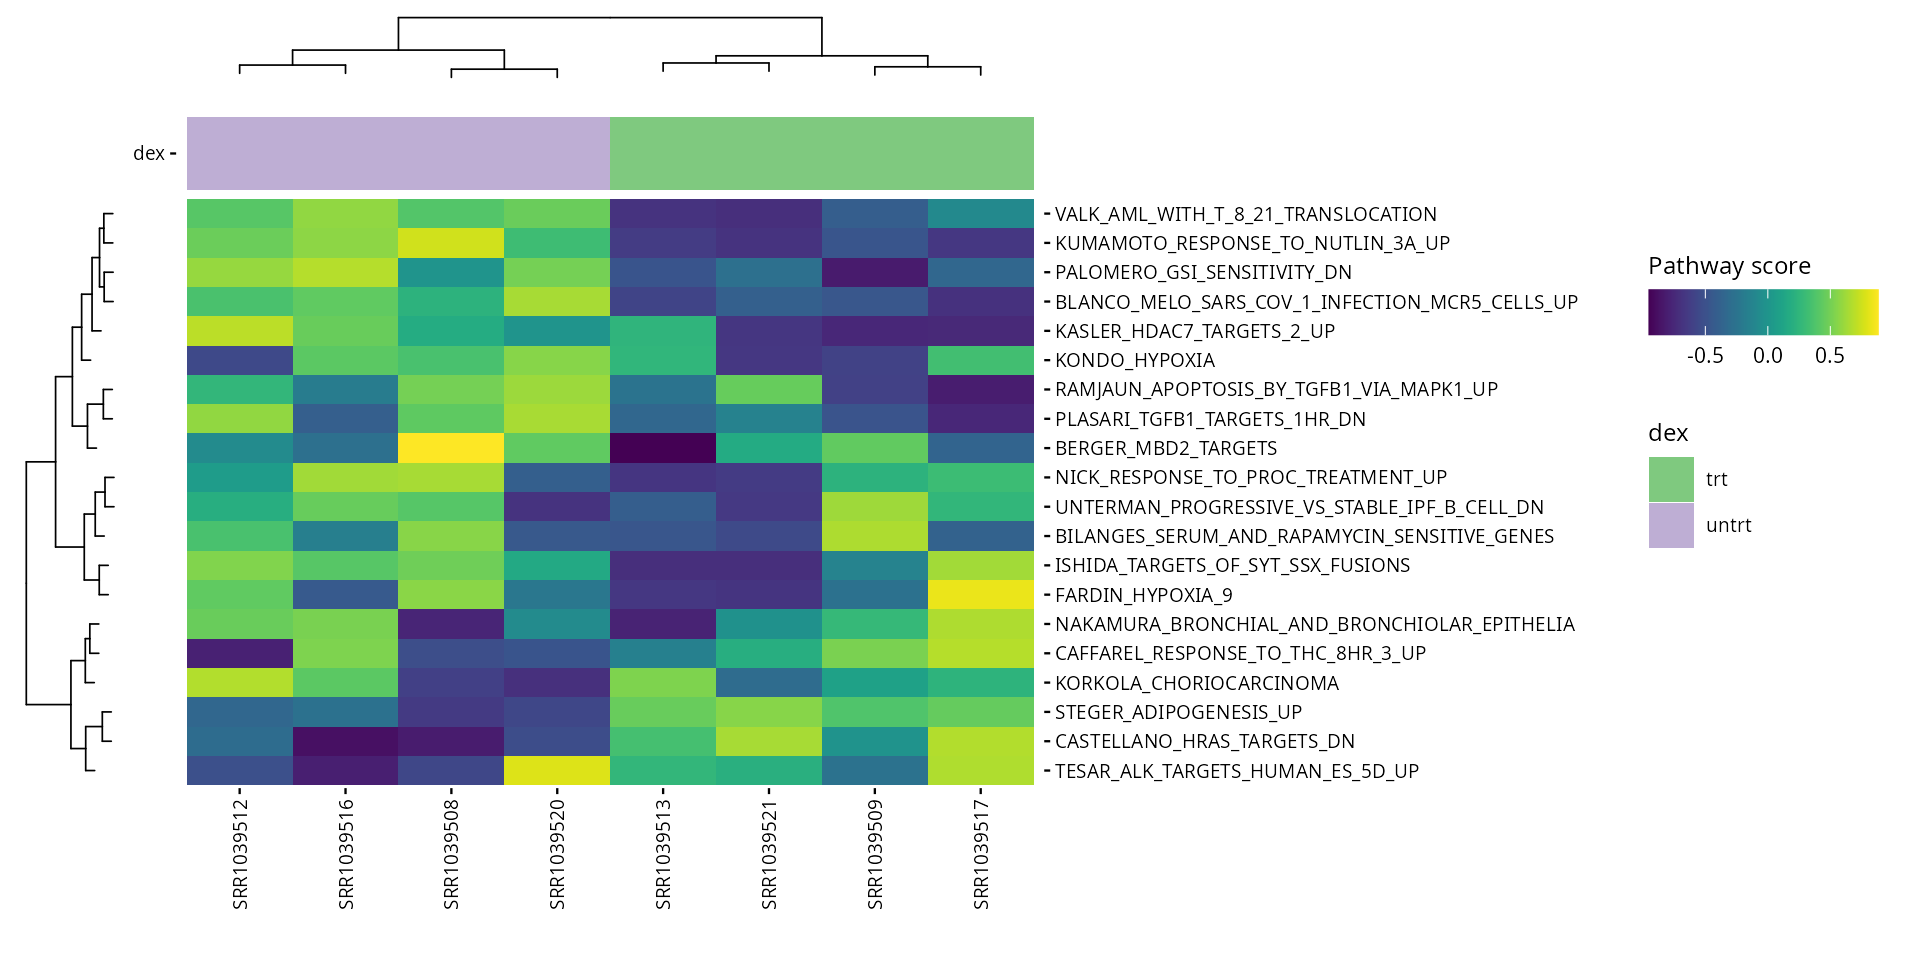 dex
VALK_AML_WITH_T_8_21_TRANSLOCATION
KUMAMOTO_RESPONSE_TO_NUTLIN_3A_UP
PALOMERO_GSI_SENSITIVITY_DN
BLANCO_MELO_SARS_COV_1_INFECTION_MCR5_CELLS_UP
KASLER_HDAC7_TARGETS_2_UP
KONDO_HYPOXIA
RAMJAUN_APOPTOSIS_BY_TGFB1_VIA_MAPK1_UP
PLASARI_TGFB1_TARGETS_1HR_DN
BERGER_MBD2_TARGETS
NICK_RESPONSE_TO_PROC_TREATMENT_UP
UNTERMAN_PROGRESSIVE_VS_STABLE_IPF_B_CELL_DN
BILANGES_SERUM_AND_RAPAMYCIN_SENSITIVE_GENES
ISHIDA_TARGETS_OF_SYT_SSX_FUSIONS
FARDIN_HYPOXIA_9
NAKAMURA_BRONCHIAL_AND_BRONCHIOLAR_EPITHELIA
CAFFAREL_RESPONSE_TO_THC_8HR_3_UP
KORKOLA_CHORIOCARCINOMA
STEGER_ADIPOGENESIS_UP
CASTELLANO_HRAS_TARGETS_DN
TESAR_ALK_TARGETS_HUMAN_ES_5D_UP
SRR1039512
SRR1039516
SRR1039508
SRR1039520
SRR1039513
SRR1039521
SRR1039509
SRR1039517
Pathway score
-0.5 0.0 0.5
dex
trt
untrt